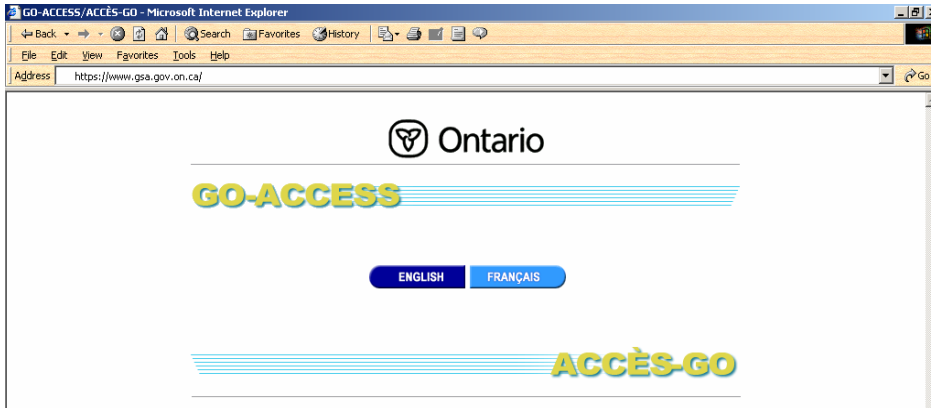 GO-ACCESS/ACCÈS-GO - Microsoft Internet Explorer
Back Search Favorites History
File Edit View Favorites Tools Help
Address https://www.gsa.gov.on.ca/ Go
Ontario
GO-ACCESS
ENGLISH FRANÇAIS
ACCÈS-GO